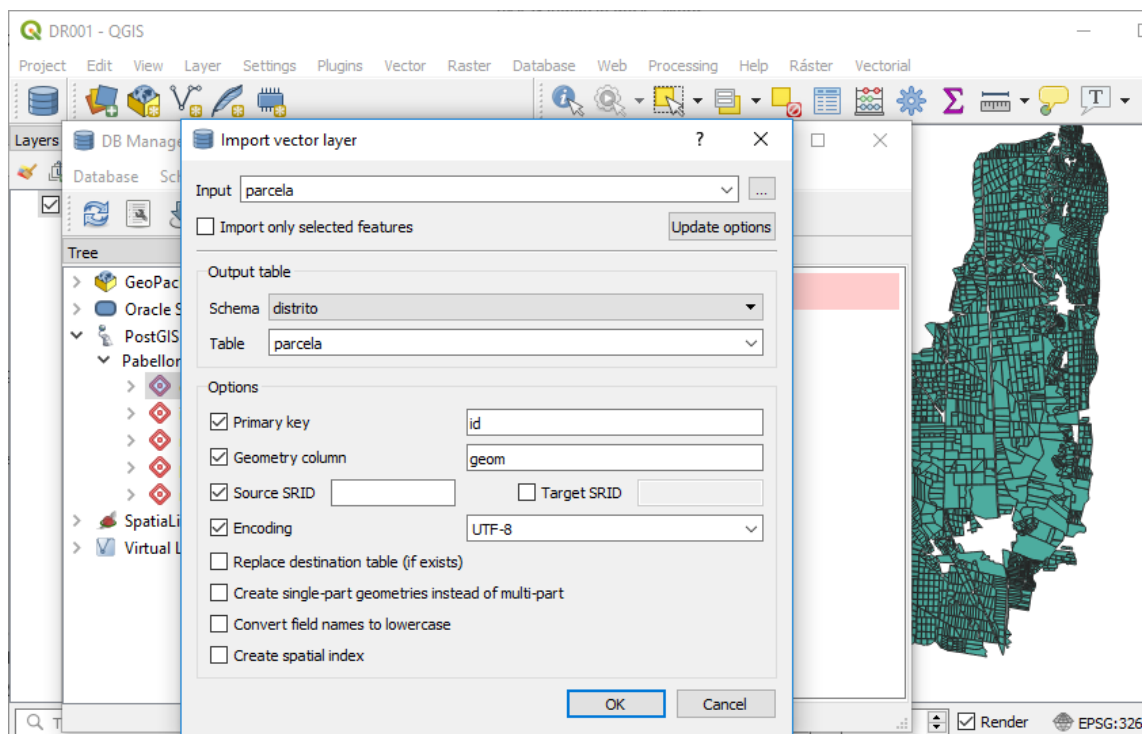 DR001 - QGIS
Project Edit View Layer Settings Plugins Vector Raster Database Web Processing Help Ráster Vectorial
Layers
DB Manage
Database Sc
Tree
GeoPac
Oracle S
PostGIS
Pabellon
SpatiaLi
Virtual L
Import vector layer ?
Input parcela ...
Import only selected features Update options
Output table
Schema distrito
Table parcela
Options
Primary key id
Geometry column geom
Source SRID Target SRID
Encoding UTF-8
Replace destination table (if exists)
Create single-part geometries instead of multi-part
Convert field names to lowercase
Create spatial index
OK Cancel
Render EPSG:326